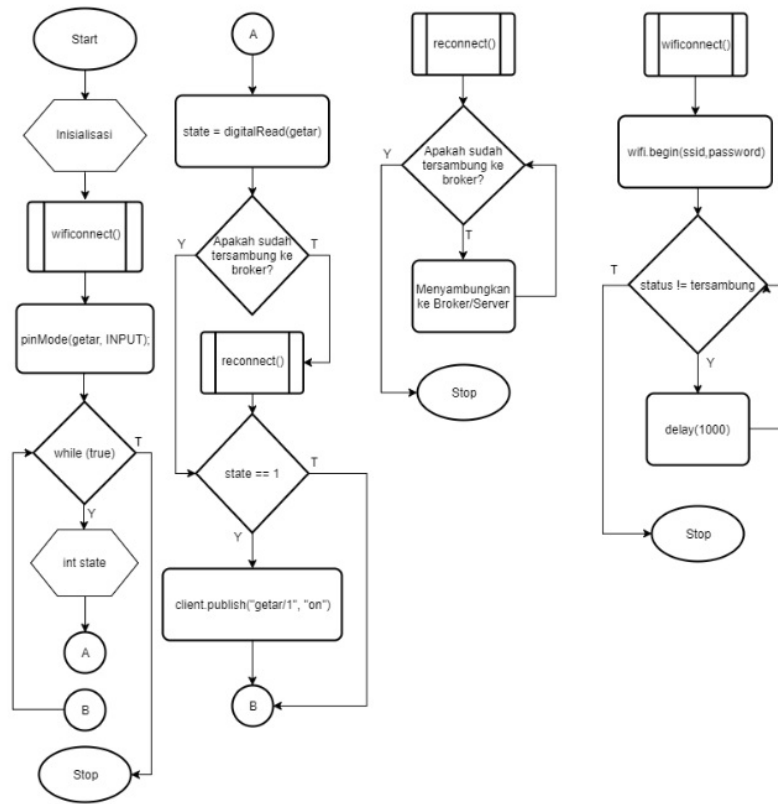 Start
Inisialisasi
wificonnect()
pinMode(getar, INPUT);
while (true)
T
Y
int state
A
B
Stop
A
state = digitalRead(getar)
Apakah sudah
tersambung ke
broker?
Y
T
reconnect()
state == 1
T
Y
client.publish("getar/1", "on")
B
reconnect()
Apakah sudah
tersambung ke
broker?
Y
T
Menyambungkan
ke Broker/Server
Stop
wificonnect()
wifi.begin(ssid,password)
status != tersambung
T
Y
delay(1000)
Stop